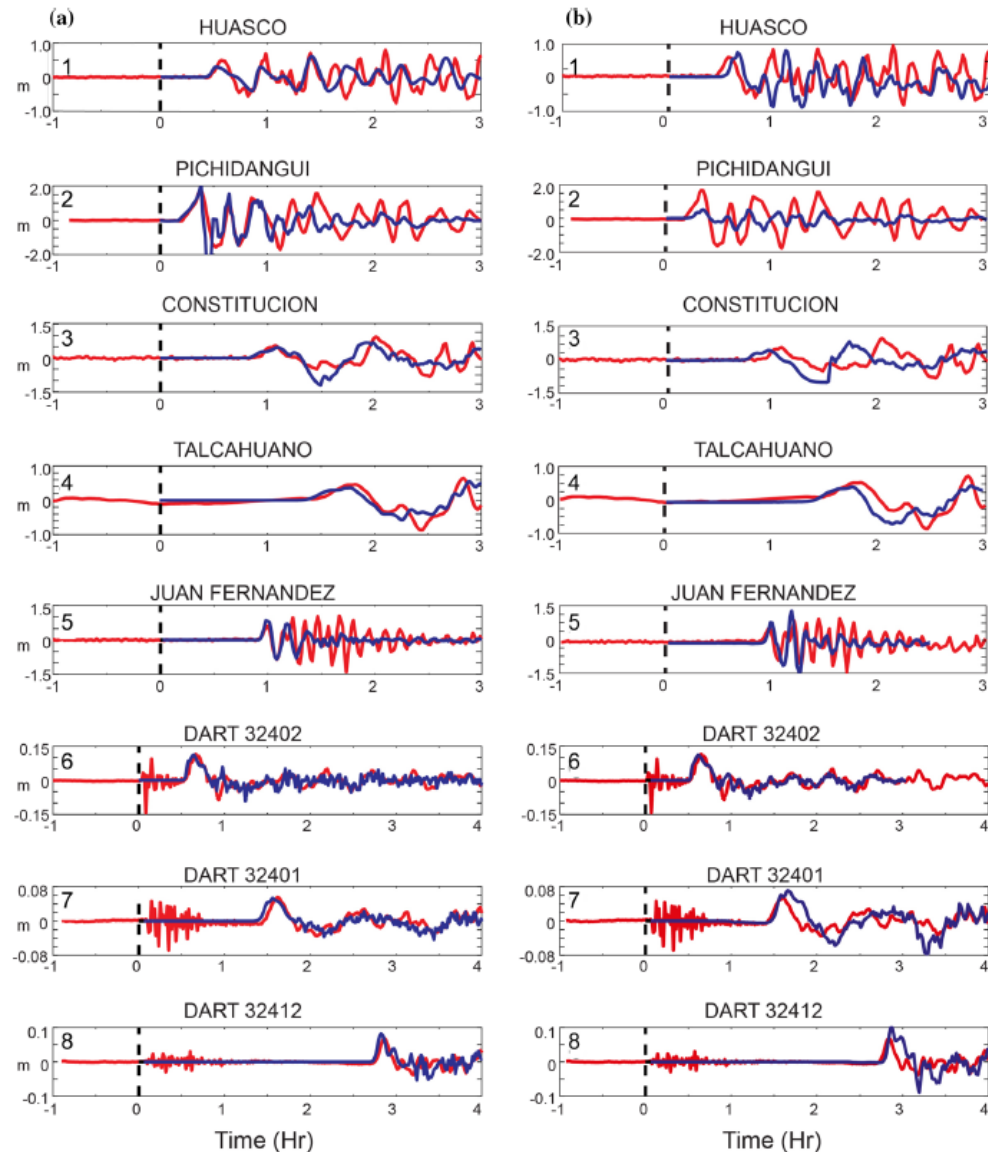 (a)
HUASCO
1.0
1
m
-1.0
-1 0 1 2 3
PICHIDANGUI
2.0
2
m
-2.0
-1 0 1 2 3
CONSTITUCION
1.5
3
0
m
-1.5
-1 0 1 2 3
TALCAHUANO
1.0
4
0
m
-1.0
-1 0 1 2 3
JUAN FERNANDEZ
1.5
5
0
m
-1.5
-1 0 1 2 3
DART 32402
0.15
6
0
m
-0.15
-1 0 1 2 3 4
DART 32401
0.08
7
0
m
-0.08
-1 0 1 2 3 4
DART 32412
0.1
8
0
m
-0.1
-1 0 1 2 3 4
Time (Hr)
(b)
HUASCO
1.0
1
0
m
-1.0
-1 0 1 2 3
PICHIDANGUI
2.0
2
0
m
-2.0
-1 0 1 2 3
CONSTITUCION
1.5
3
0
m
-1.5
-1 0 1 2 3
TALCAHUANO
1.0
4
0
m
-1.0
-1 0 1 2 3
JUAN FERNANDEZ
1.5
5
0
m
-1.5
-1 0 1 2 3
DART 32402
0.15
6
0
m
-0.15
-1 0 1 2 3 4
DART 32401
0.08
7
0
m
-0.08
-1 0 1 2 3 4
DART 32412
0.1
8
0
m
-0.1
-1 0 1 2 3 4
Time (Hr)